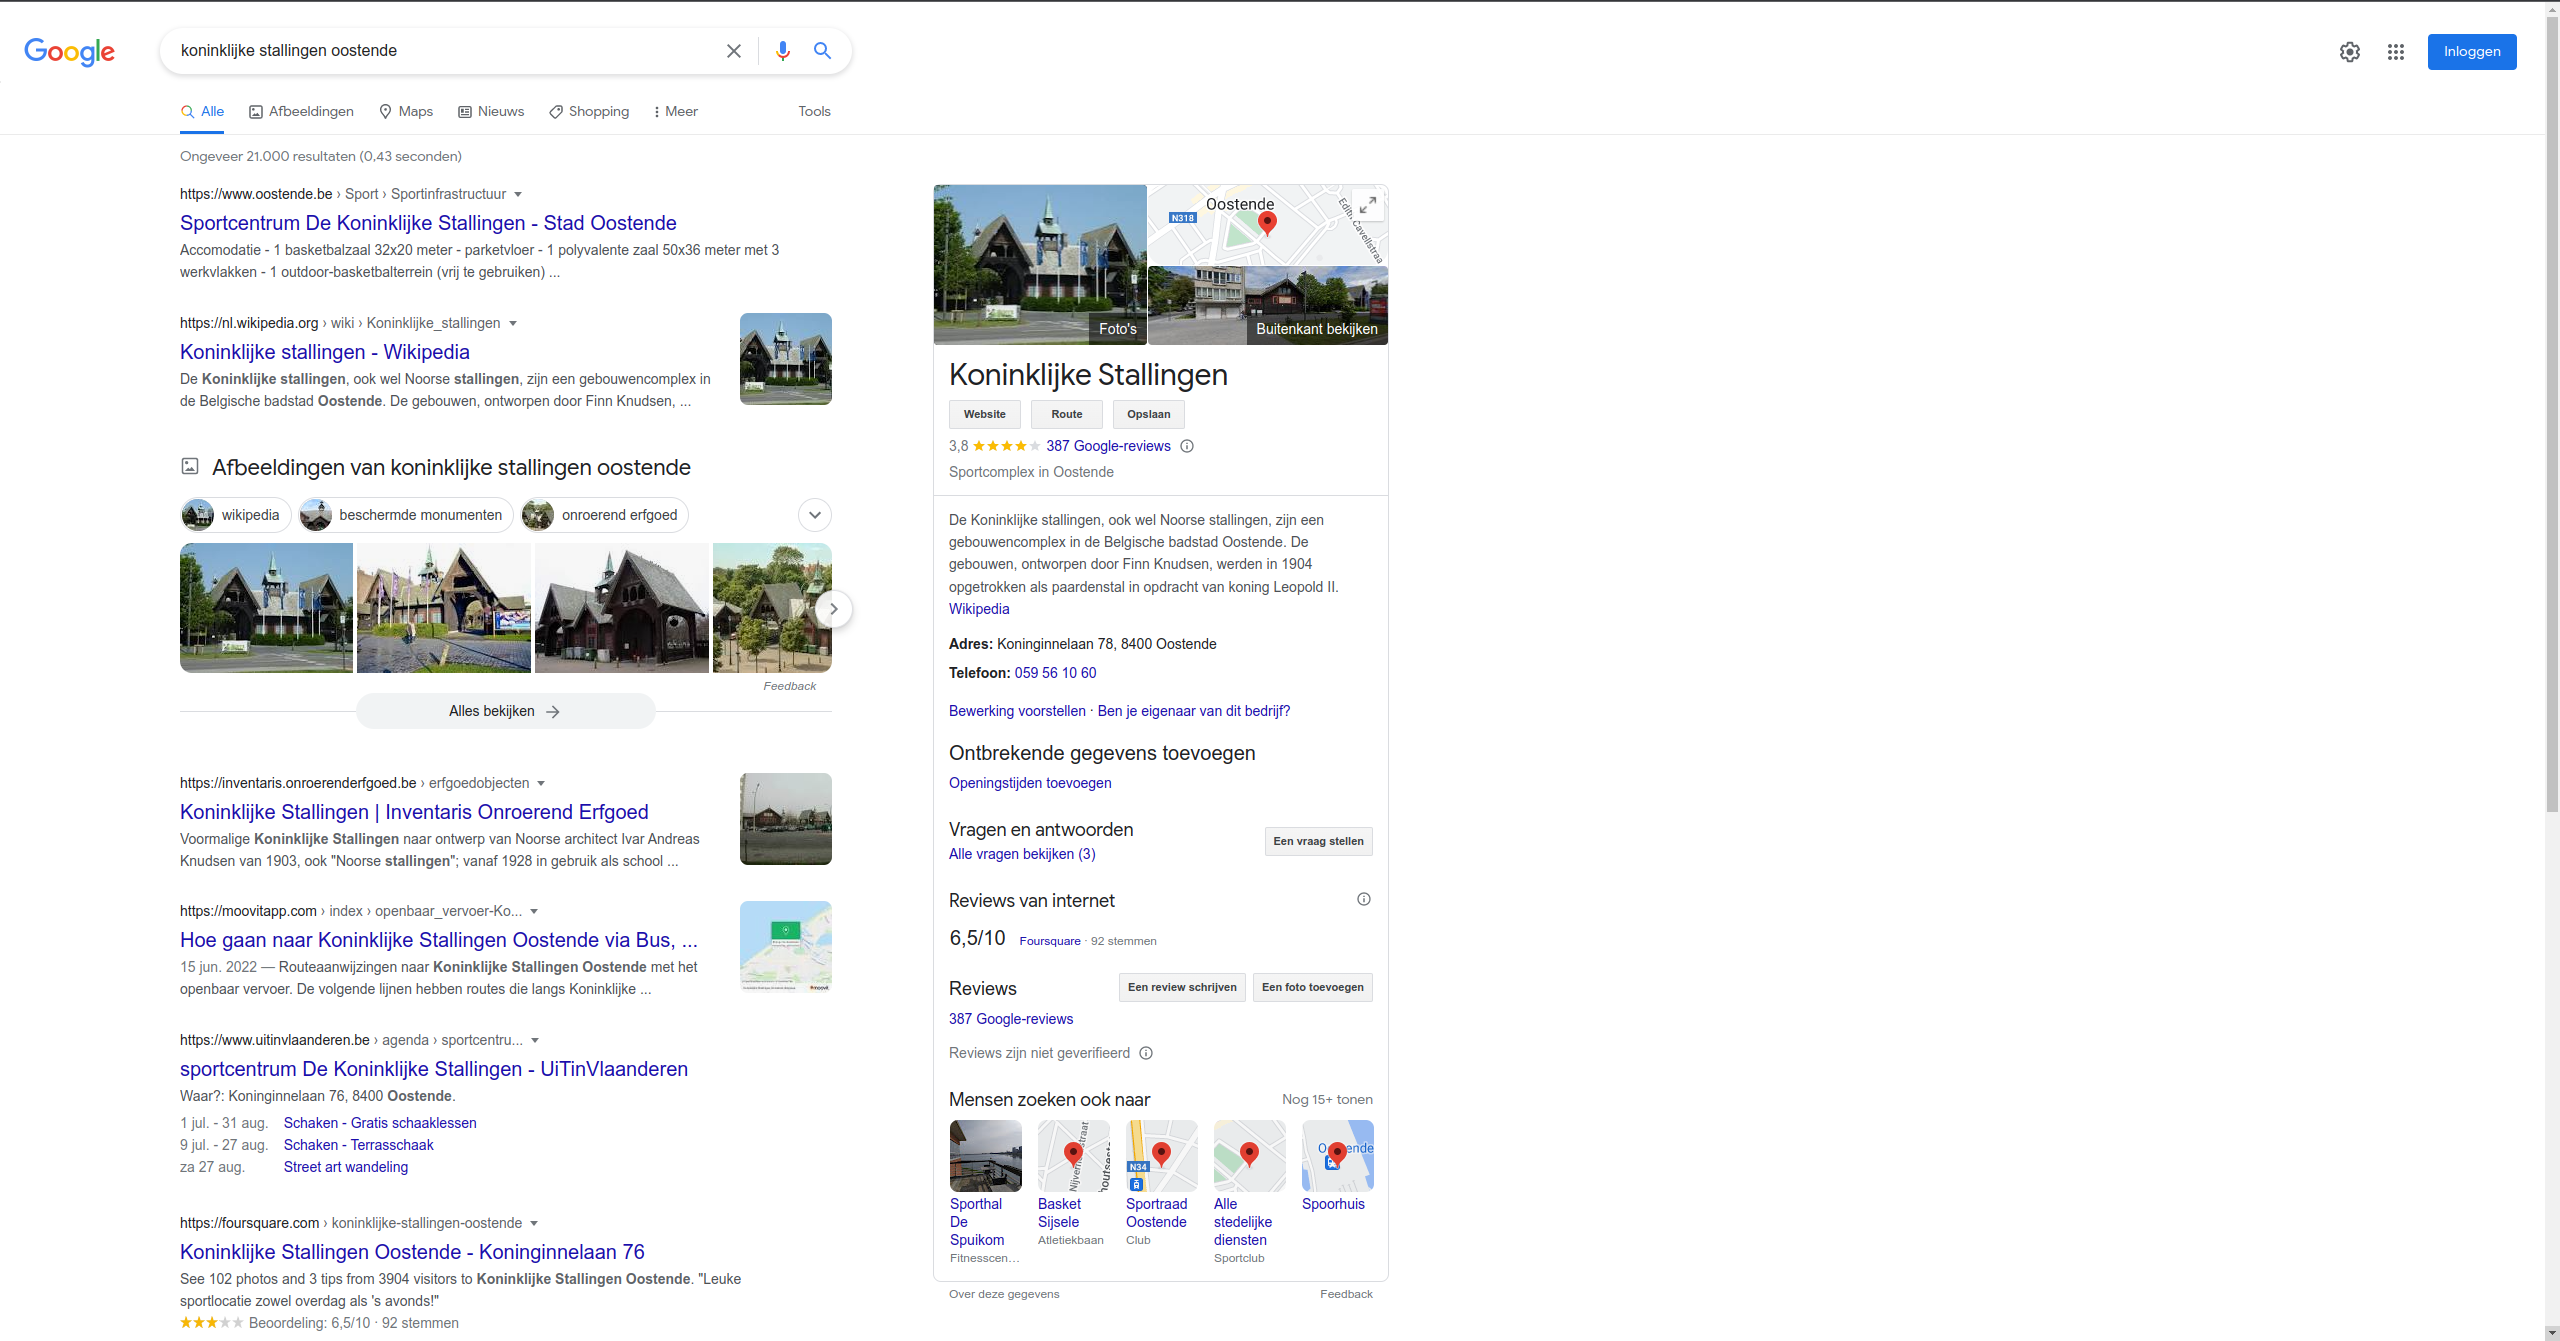 Google
koninklijke stallingen oostende
Inloggen
Alle
Afbeeldingen
Maps
Nieuws
Shopping
Meer
Tools
Ongeveer 21.000 resultaten (0,43 seconden)
https://www.oostende.be › Sport › Sportinfrastructuur
Sportcentrum De Koninklijke Stallingen - Stad Oostende
Accomodatie - 1 basketbalzaal 32x20 meter - parketvloer - 1 polyvalente zaal 50x36 meter met 3
werkvlakken - 1 outdoor-basketbalterrein (vrij te gebruiken) ...
https://nl.wikipedia.org › wiki › Koninklijke_stallingen
Koninklijke stallingen - Wikipedia
De Koninklijke stallingen, ook wel Noorse stallingen, zijn een gebouwencomplex in
de Belgische badstad Oostende. De gebouwen, ontworpen door Finn Knudsen, ...
Afbeeldingen van koninklijke stallingen oostende
wikipedia
beschermde monumenten
onroerend erfgoed
Feedback
Alles bekijken
https://inventaris.onroerenderfgoed.be › erfgoedobjecten
Koninklijke Stallingen | Inventaris Onroerend Erfgoed
Voormalige Koninklijke Stallingen naar ontwerp van Noorse architect Ivar Andreas
Knudsen van 1903, ook "Noorse stallingen"; vanaf 1928 in gebruik als school ...
https://moovitapp.com › index › openbaar_vervoer-Ko...
Hoe gaan naar Koninklijke Stallingen Oostende via Bus, ...
15 jun. 2022 — Routeaanwijzingen naar Koninklijke Stallingen Oostende met het
openbaar vervoer. De volgende lijnen hebben routes die langs Koninklijke ...
moovit
https://www.uitinvlaanderen.be › agenda › sportcentru...
sportcentrum De Koninklijke Stallingen - UiTinVlaanderen
Waar?: Koninginnelaan 76, 8400 Oostende.
1 jul. - 31 aug. Schaken - Gratis schaaklessen
9 jul. - 27 aug. Schaken - Terrasschaak
za 27 aug. Street art wandeling
https://foursquare.com › koninklijke-stallingen-oostende
Koninklijke Stallingen Oostende - Koninginnelaan 76
See 102 photos and 3 tips from 3904 visitors to Koninklijke Stallingen Oostende. "Leuke
sportlocatie zowel overdag als 's avonds!"
Beoordeling: 6,5/10 · 92 stemmen
Oostende
N318
Foto's
Buitenkant bekijken
Koninklijke Stallingen
Website
Route
Opslaan
3,8
387 Google-reviews
Sportcomplex in Oostende
De Koninklijke stallingen, ook wel Noorse stallingen, zijn een
gebouwencomplex in de Belgische badstad Oostende. De
gebouwen, ontworpen door Finn Knudsen, werden in 1904
opgetrokken als paardenstal in opdracht van koning Leopold II.
Wikipedia
Adres: Koninginnelaan 78, 8400 Oostende
Telefoon: 059 56 10 60
Bewerking voorstellen · Ben je eigenaar van dit bedrijf?
Ontbrekende gegevens toevoegen
Openingstijden toevoegen
Vragen en antwoorden
Alle vragen bekijken (3)
Een vraag stellen
Reviews van internet
6,5/10 Foursquare · 92 stemmen
Reviews
Een review schrijven
Een foto toevoegen
387 Google-reviews
Reviews zijn niet geverifieerd
Mensen zoeken ook naar
Nog 15+ tonen
N34
Sporthal
De
Spuikom
Fitnesscen...
Basket
Sijsele
Atletiekbaan
Sportraad
Oostende
Club
Alle
stedelijke
diensten
Sportclub
Spoorhuis
Over deze gegevens
Feedback